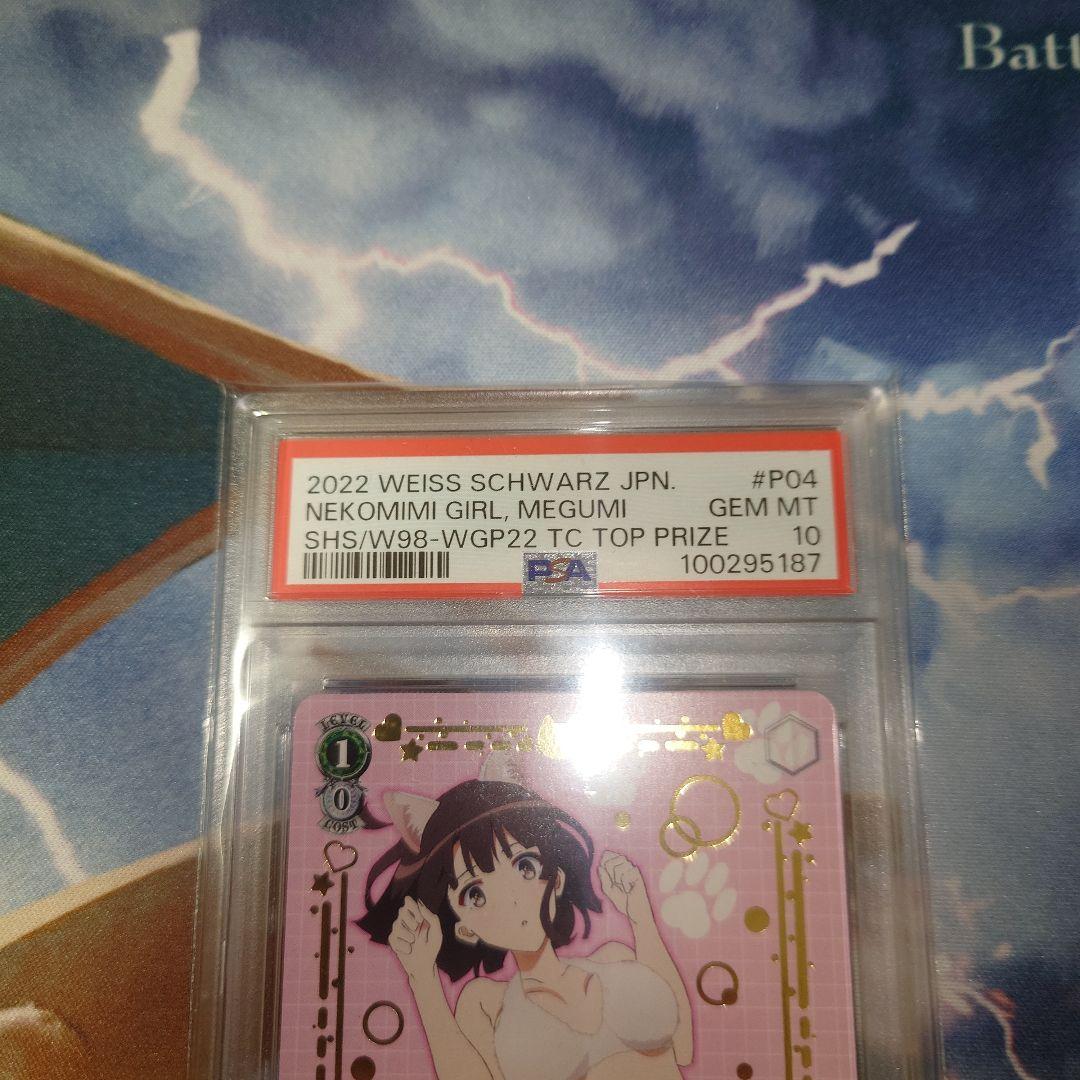 Batt
2022 WEISS SCHWARZ JPN. #P04
NEKOMIMI GIRL, MEGUMI GEM MT
SHS/W98-WGP22 TC TOP PRIZE 10
PSA 100295187
LEVEL
1
0
COST